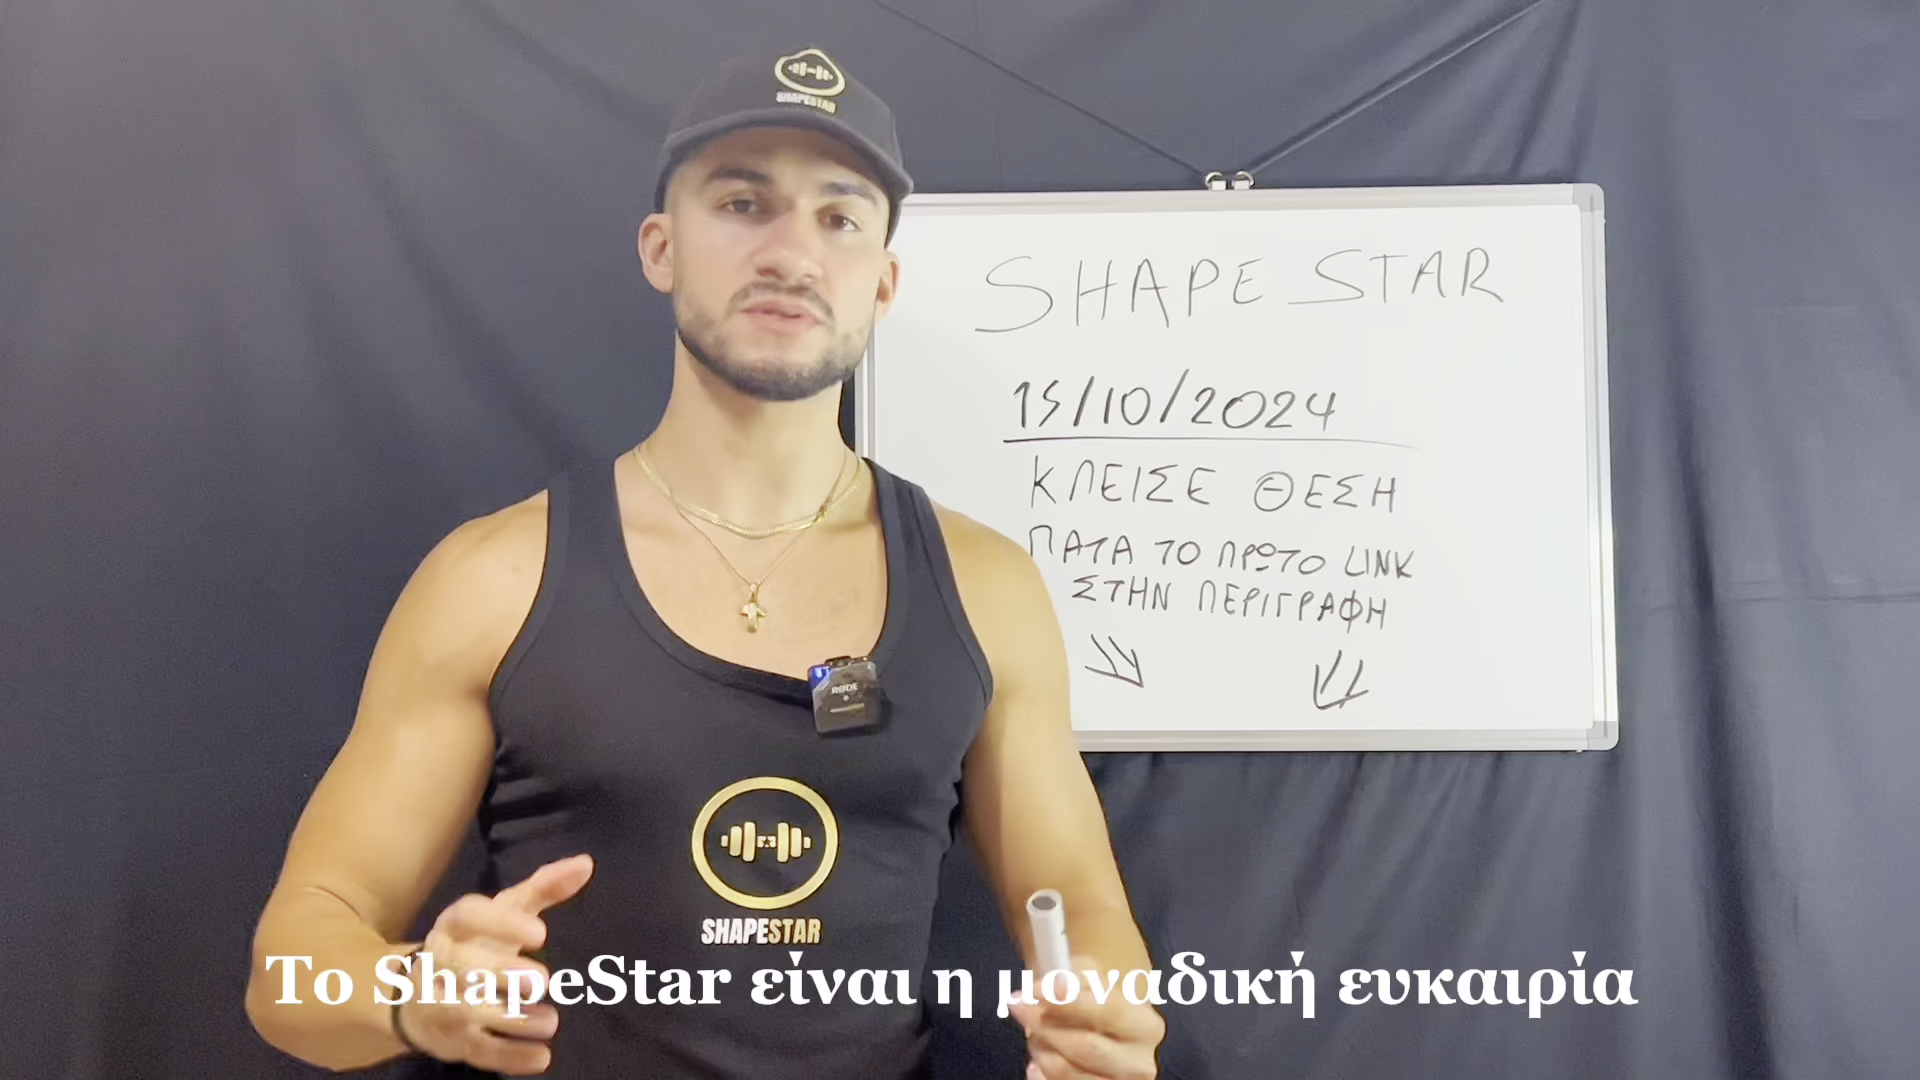 SHAPESTAR
SHAPE STAR
15/10/2024
ΚΛΕΙΣΕ ΘΕΣΗ
ΠΑΤΑ ΤΟ ΠΡΩΤΟ LINK
ΣΤΗΝ ΠΕΡΙΓΡΑΦΗ
RØDE
SHAPESTAR
Το ShapeStar είναι η μοναδική ευκαιρία